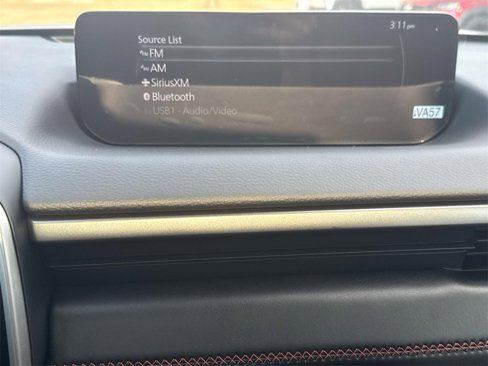 3:11 pm
Source List
FM
AM
SiriusXM
Bluetooth
USB1 - Audio/Video
VA57